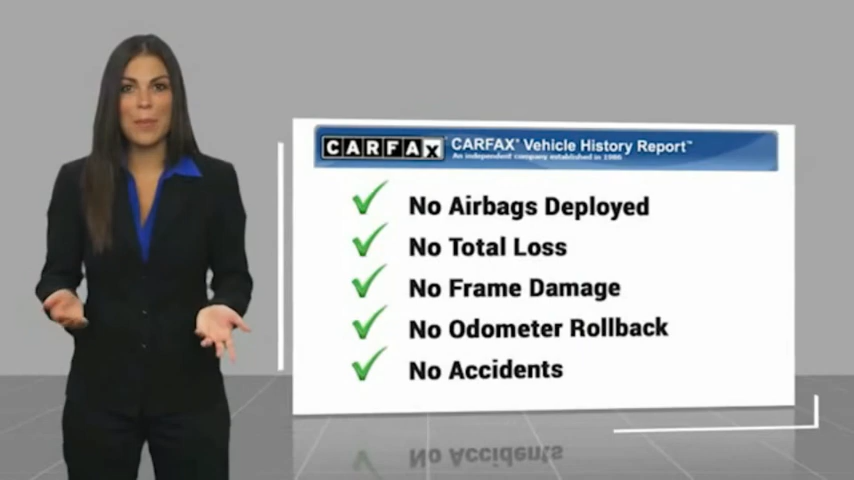 CARFAX CARFAX® Vehicle History Report™
An independent company established in 1986
No Airbags Deployed
No Total Loss
No Frame Damage
No Odometer Rollback
No Accidents
No Accidents